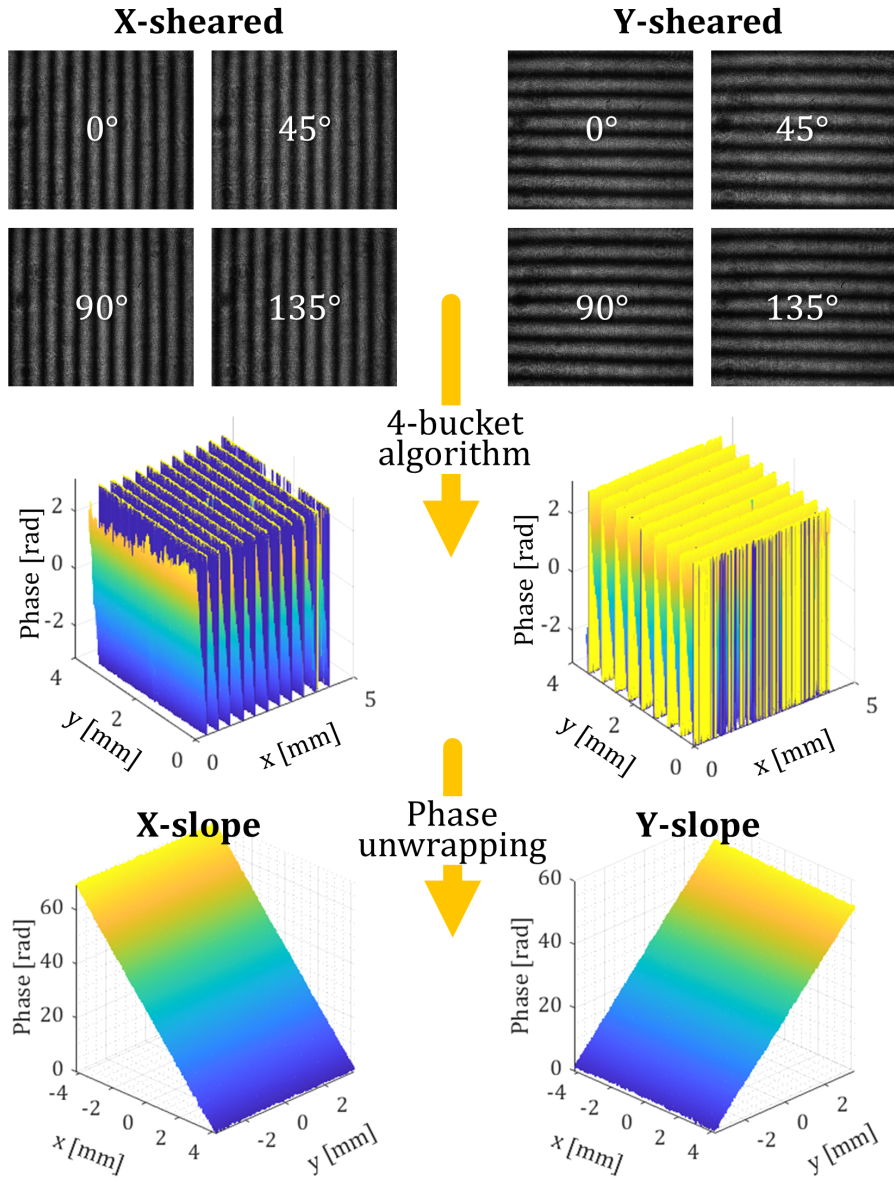 X-sheared
Y-sheared
0°
45°
0°
45°
90°
135°
90°
135°
4-bucket
algorithm
Phase [rad]
2
0
-2
4
2
0
y [mm]
0
5
x [mm]
Phase [rad]
2
0
-2
4
2
0
y [mm]
0
5
x [mm]
Phase
unwrapping
X-slope
Phase [rad]
60
40
20
0
-4
-2
0
2
4
x [mm]
-2
0
2
y [mm]
Y-slope
Phase [rad]
60
40
20
0
-4
-2
0
2
4
x [mm]
-2
0
2
y [mm]